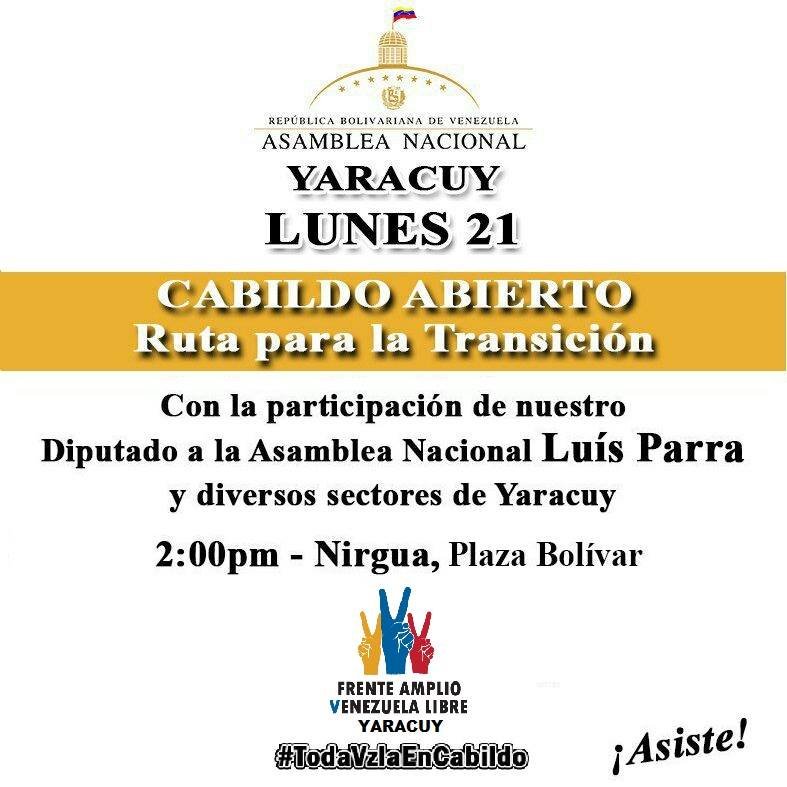 REPÚBLICA BOLIVARIANA DE VENEZUELA
ASAMBLEA NACIONAL
YARACUY
LUNES 21
CABILDO ABIERTO
Ruta para la Transición
Con la participación de nuestro
Diputado a la Asamblea Nacional Luís Parra
y diversos sectores de Yaracuy
2:00pm - Nirgua, Plaza Bolívar
FRENTE AMPLIO
VENEZUELA LIBRE
YARACUY
#TodaVzlaEnCabildo
¡Asiste!